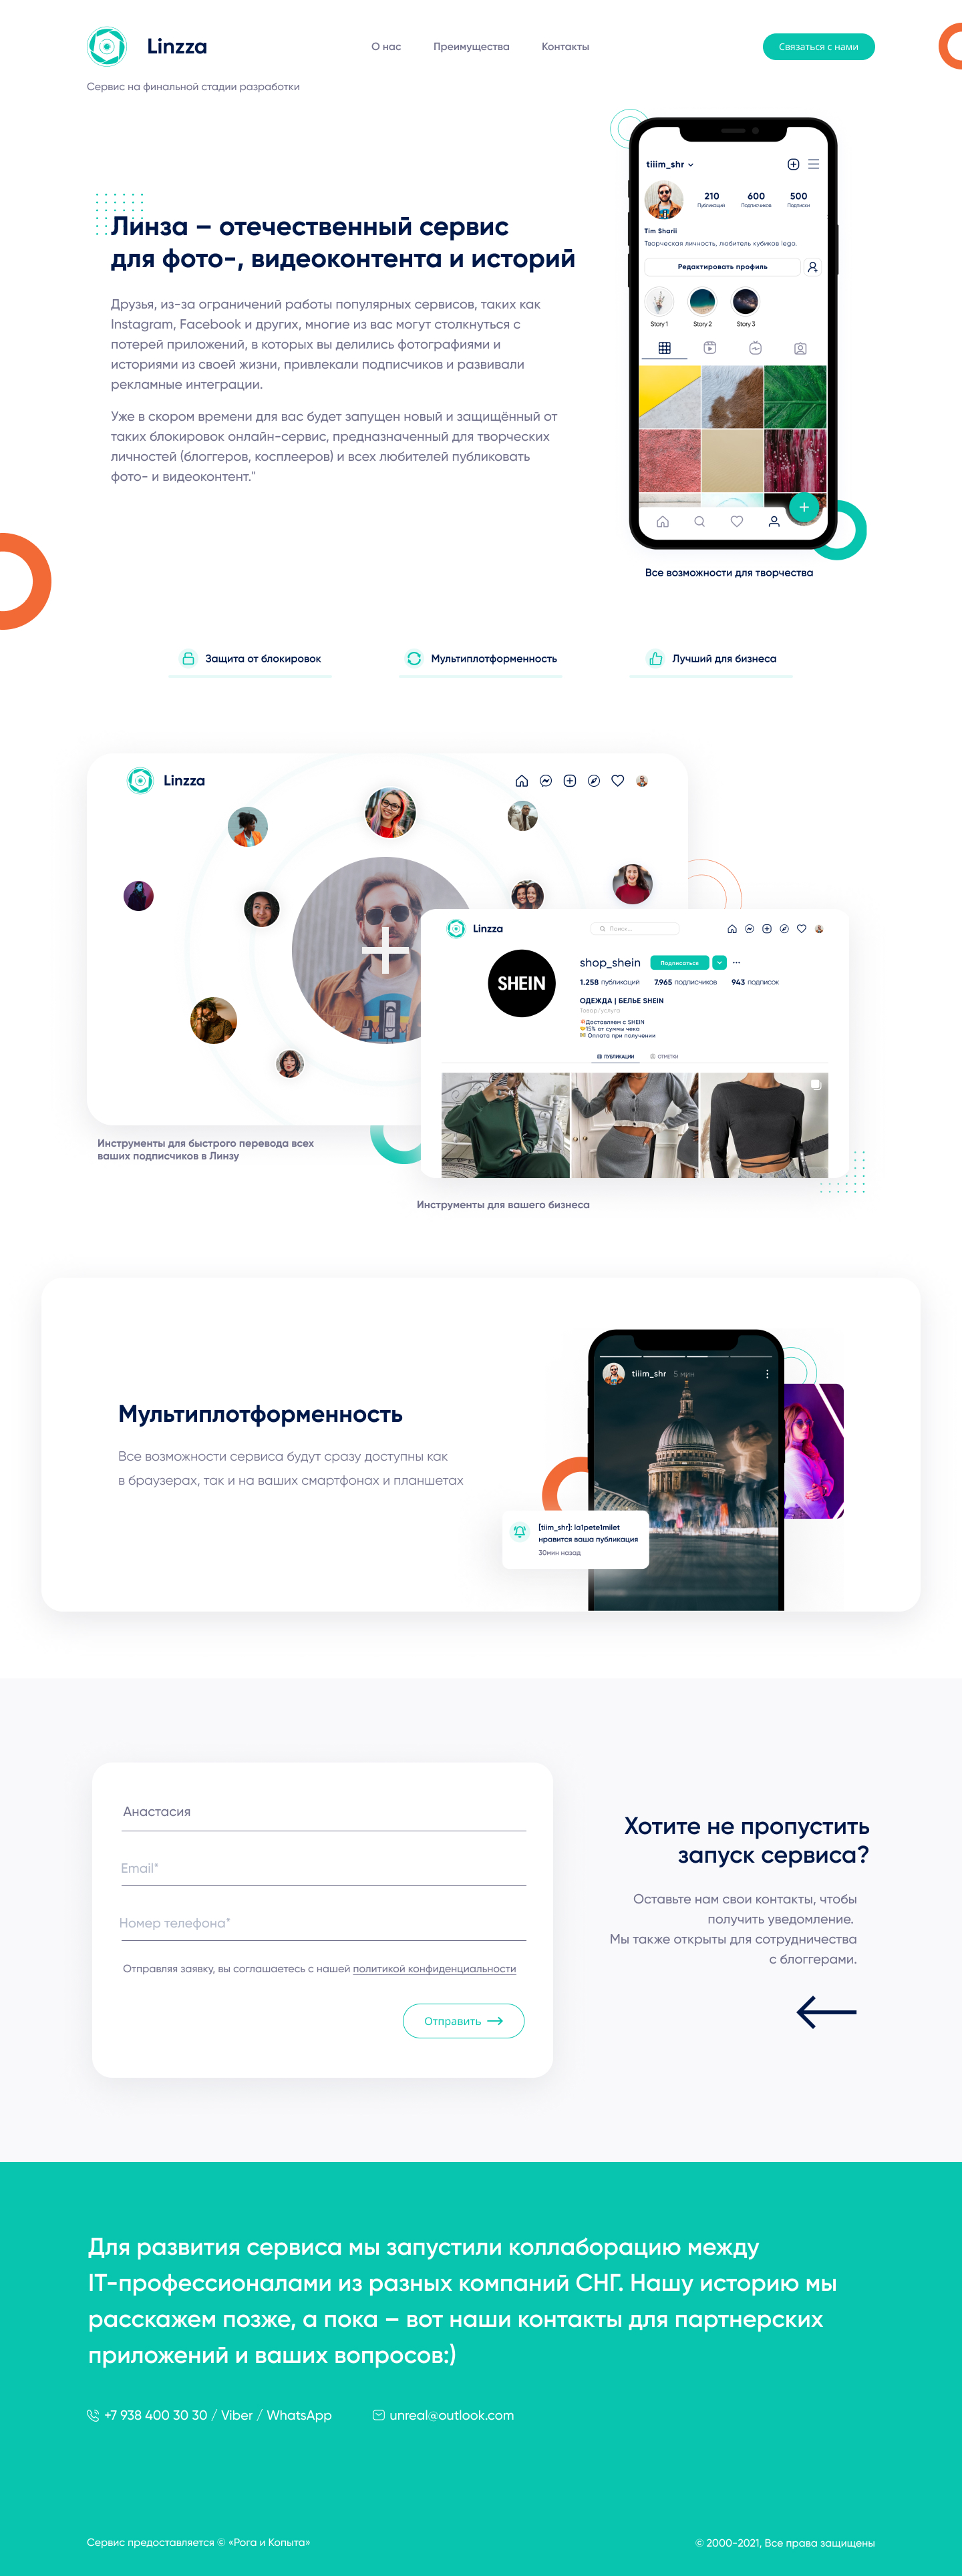 Linzza
О нас
Преимущества
Контакты
Связаться с нами
Сервис на финальной стадии разработки
Линза – отечественный сервис
для фото-, видеоконтента и историй
Друзья, из-за ограничений работы популярных сервисов, таких как
Instagram, Facebook и других, многие из вас могут столкнуться с
потерей приложений, в которых вы делились фотографиями и
историями из своей жизни, привлекали подписчиков и развивали
рекламные интеграции.
Уже в скором времени для вас будет запущен новый и защищённый от
таких блокировок онлайн-сервис, предназначенный для творческих
личностей (блоггеров, косплееров) и всех любителей публиковать
фото- и видеоконтент."
tiiim_shr
210
600
500
Публикаций
Подписчиков
Подписки
Tim Sharii
Творческая личность, любитель кубиков lego.
Редактировать профиль
Story 1
Story 2
Story 3
Все возможности для творчества
Защита от блокировок
Мультиплотформенность
Лучший для бизнеса
Linzza
Linzza
Поиск...
SHEIN
shop_shein
Подписаться
1.258 публикаций
7.965 подписчиков
943 подписок
ОДЕЖДА | БЕЛЬЕ SHEIN
Товар/услуга
Доставляем с SHEIN
15% от суммы чека
Оплата при получении
ПУБЛИКАЦИИ
ОТМЕТКИ
Инструменты для быстрого перевода всех
ваших подписчиков в Линзу
Инструменты для вашего бизнеса
tiiim_shr 5 мин
Мультиплотформенность
Все возможности сервиса будут сразу доступны как
в браузерах, так и на ваших смартфонах и планшетах
[tiim_shr]: la1pete1milet
нравится ваша публикация
30мин назад
Анастасия
Email*
Номер телефона*
Отправляя заявку, вы соглашаетесь с нашей политикой конфиденциальности
Отправить
Хотите не пропустить
запуск сервиса?
Оставьте нам свои контакты, чтобы
получить уведомление.
Мы также открыты для сотрудничества
с блоггерами.
Для развития сервиса мы запустили коллаборацию между
IT-профессионалами из разных компаний СНГ. Нашу историю мы
расскажем позже, а пока – вот наши контакты для партнерских
приложений и ваших вопросов:)
+7 938 400 30 30 / Viber / WhatsApp
unreal@outlook.com
Сервис предоставляется © «Рога и Копыта»
© 2000-2021, Все права защищены